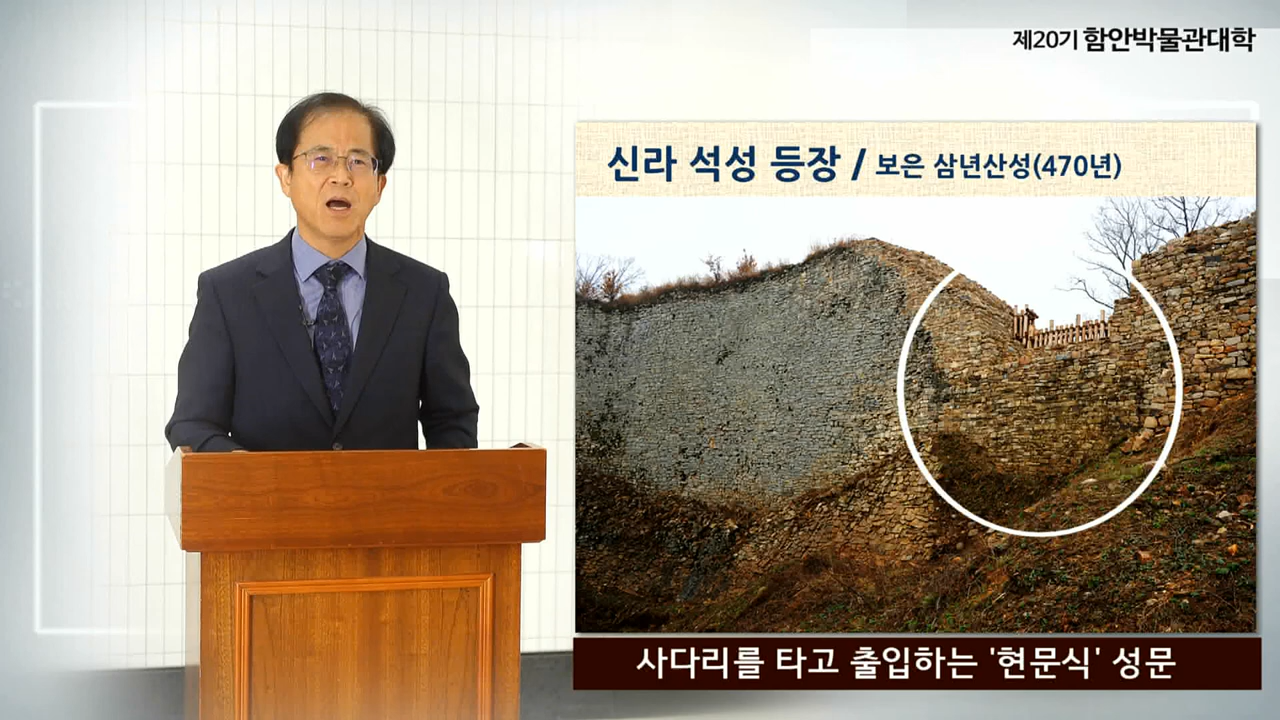 제20기 함안박물관대학
신라 석성 등장 / 보은 삼년산성(470년)
사다리를 타고 출입하는 '현문식' 성문